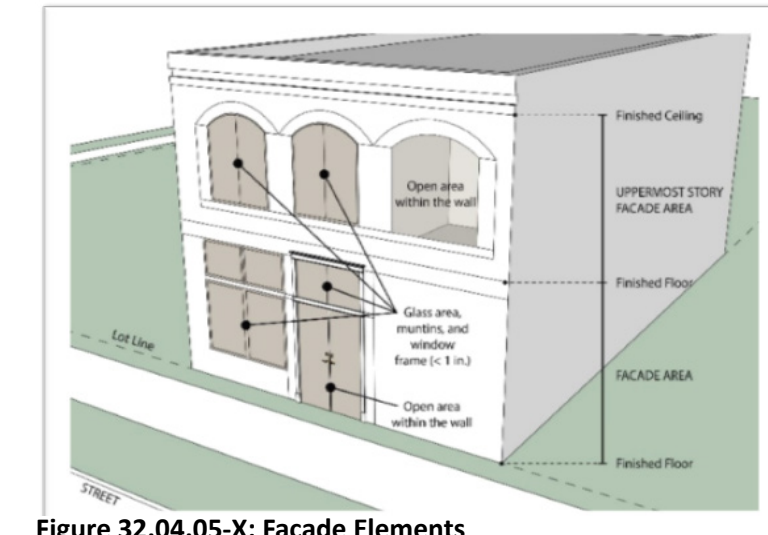 Finished Ceiling
Open area
within the wall
UPPERMOST STORY
FACADE AREA
Finished Floor
Glass area,
muntins, and
window
frame (< 1 in.)
Lot Line
FACADE AREA
Open area
within the wall
Finished Floor
STREET
Figure 32.04.05-X: Facade Elements